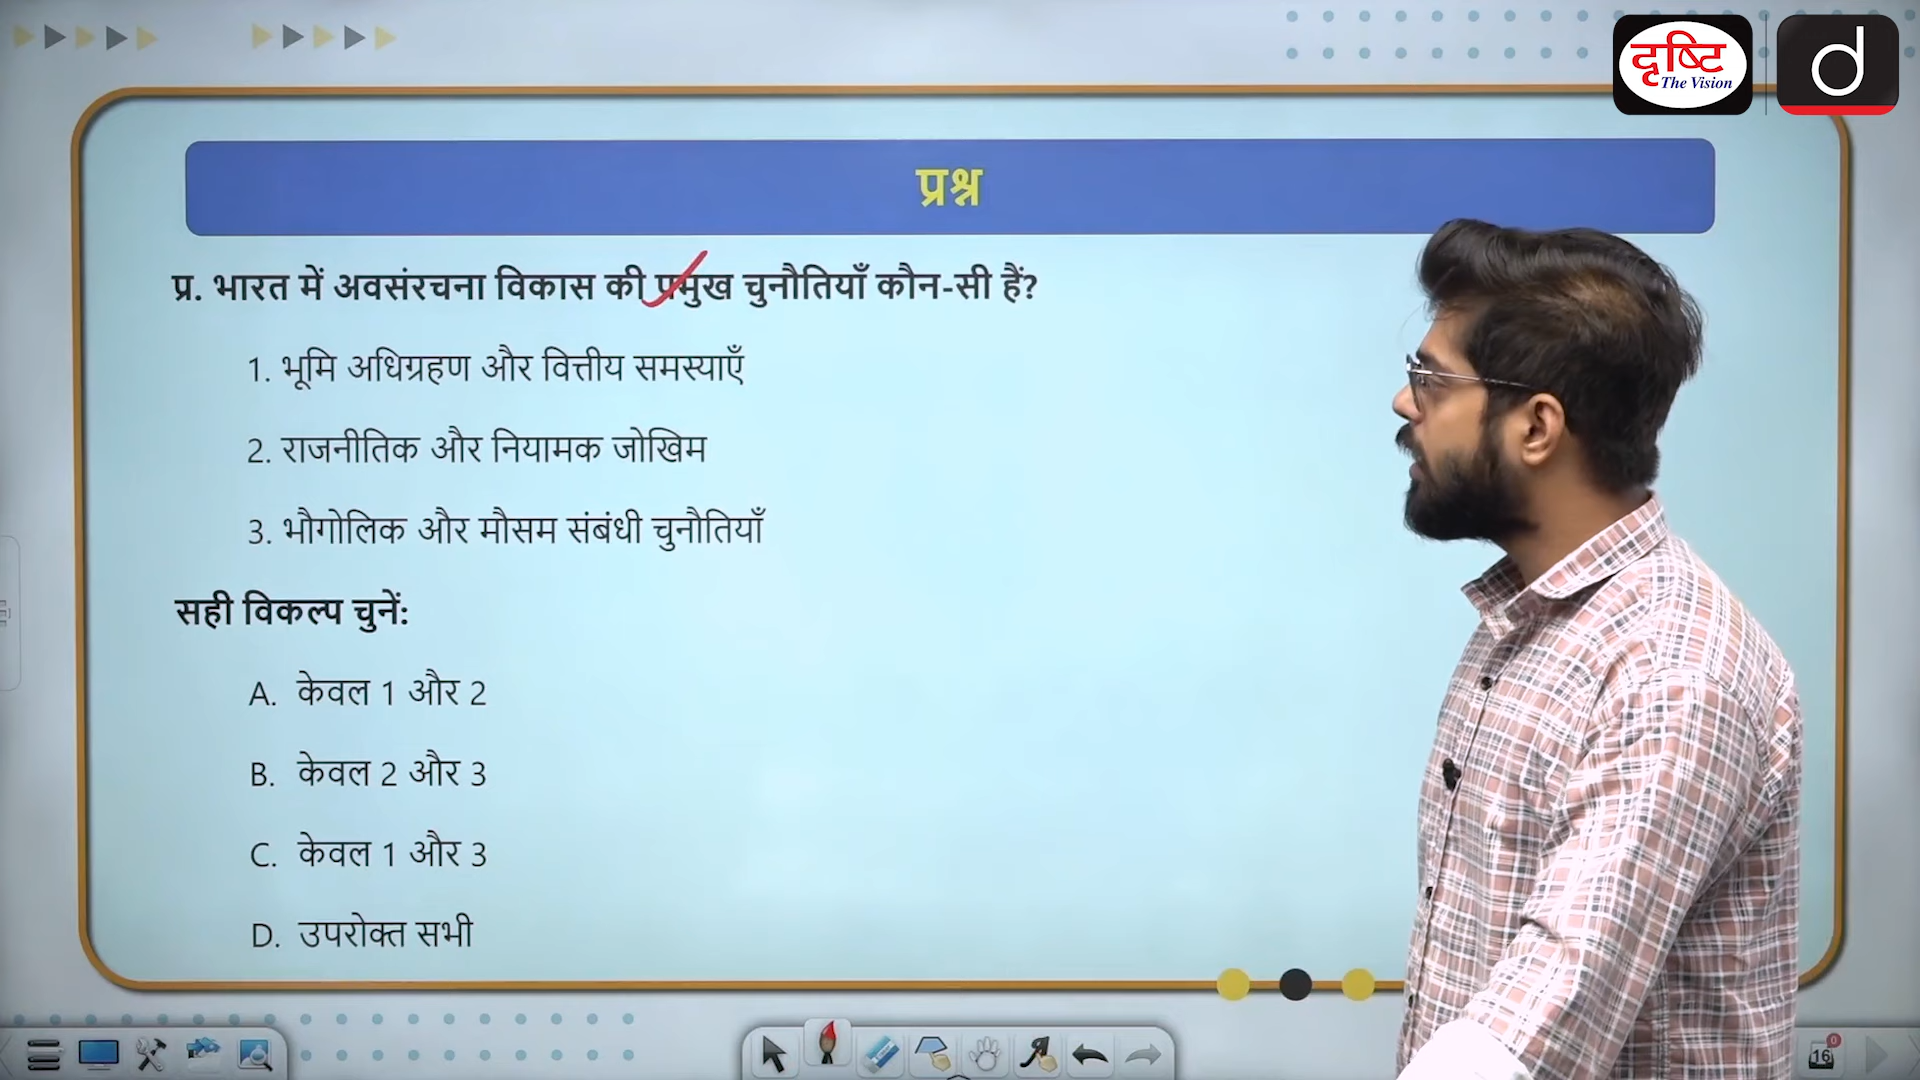 दृष्टि
The Vision
d
प्रश्न
प्र. भारत में अवसंरचना विकास की प्रमुख चुनौतियाँ कौन-सी हैं?
1. भूमि अधिग्रहण और वित्तीय समस्याएँ
2. राजनीतिक और नियामक जोखिम
3. भौगोलिक और मौसम संबंधी चुनौतियाँ
सही विकल्प चुनें:
A. केवल 1 और 2
B. केवल 2 और 3
C. केवल 1 और 3
D. उपरोक्त सभी
0
16